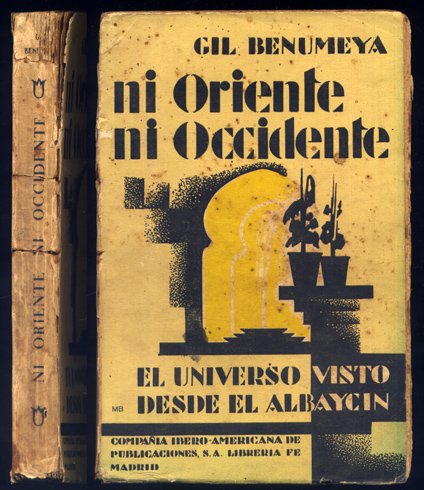 BENU
NI ORIENTE NI OCCIDENTE
GIL BENUMEYA
ni Oriente
ni Occidente
EL UNIVERSO VISTO
DESDE EL ALBAYCIN
MB
COMPAÑIA IBERO-AMERICANA DE
PUBLICACIONES, S.A. LIBRERIA FE
MADRID